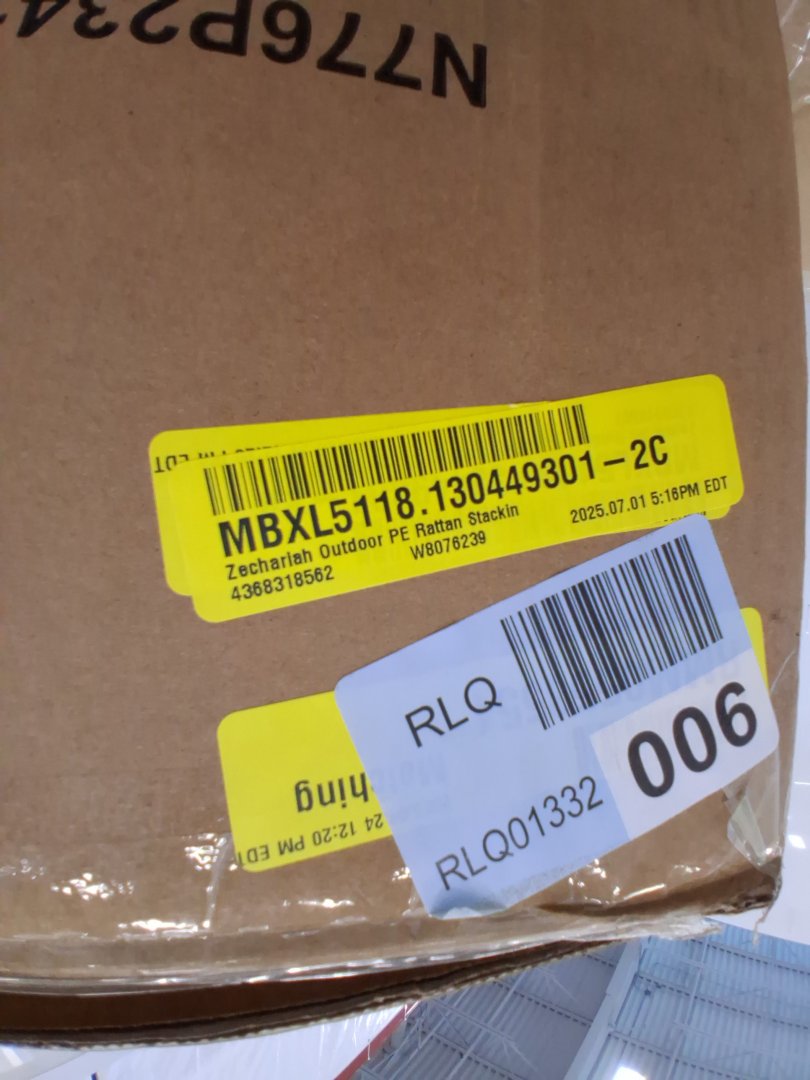 N776P234
MBXL5118.130449301-2C
Zechariah Outdoor PE Rattan Stackin
4368318562 W8076239 2025.07.01 5:16PM EDT
RLQ
RLQ01332 006
24 12:20 PM EDT